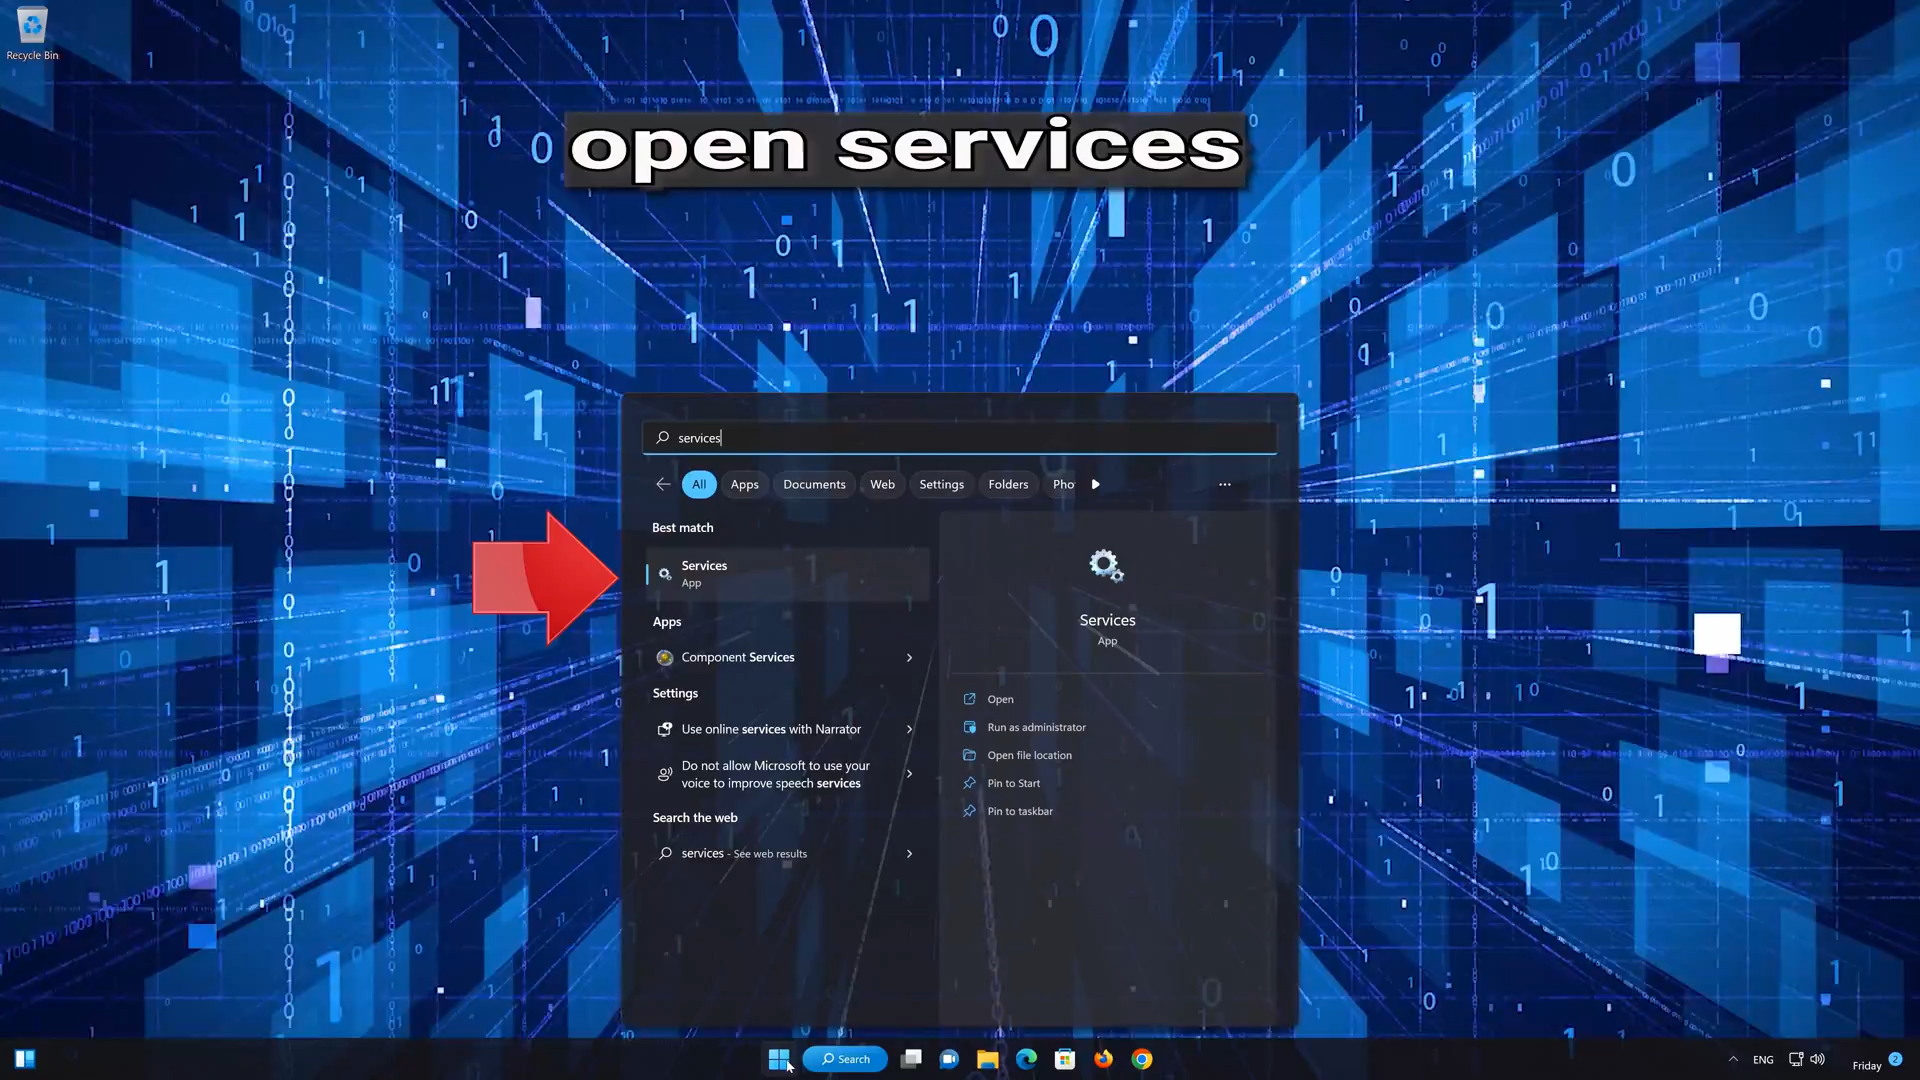 Recycle Bin
open services
services
All
Apps
Documents
Web
Settings
Folders
Pho
...
Best match
Services
App
Apps
Component Services
Settings
Use online services with Narrator
Do not allow Microsoft to use your
voice to improve speech services
Search the web
services - See web results
Services
App
Open
Run as administrator
Open file location
Pin to Start
Pin to taskbar
Search
ENG
Friday
2